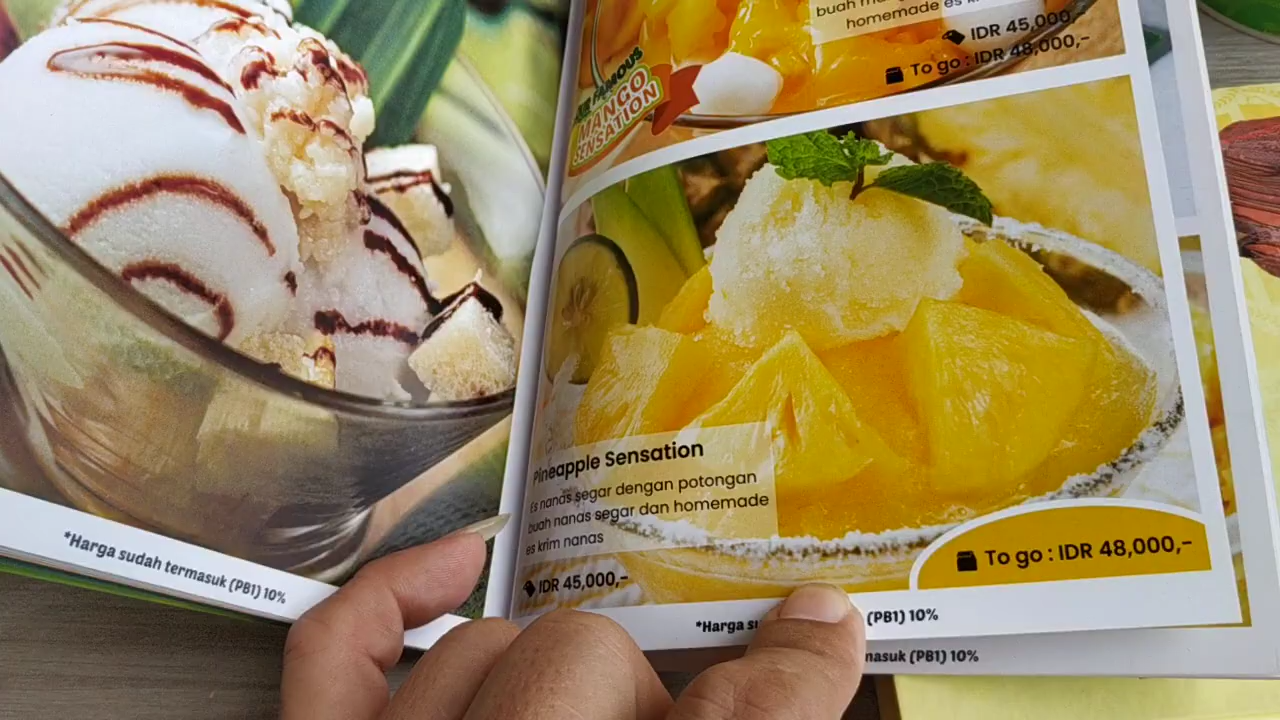 *Harga sudah termasuk (PB1) 10%
homemade es
IDR 45,000,-
To go : IDR 48,000,-
FAMOUS
MANGO
SENSATION
Pineapple Sensation
Es nanas segar dengan potongan
buah nanas segar dan homemade
es krim nanas
IDR 45,000,-
To go : IDR 48,000,-
*Harga (PB1) 10%
(PB1) 10%